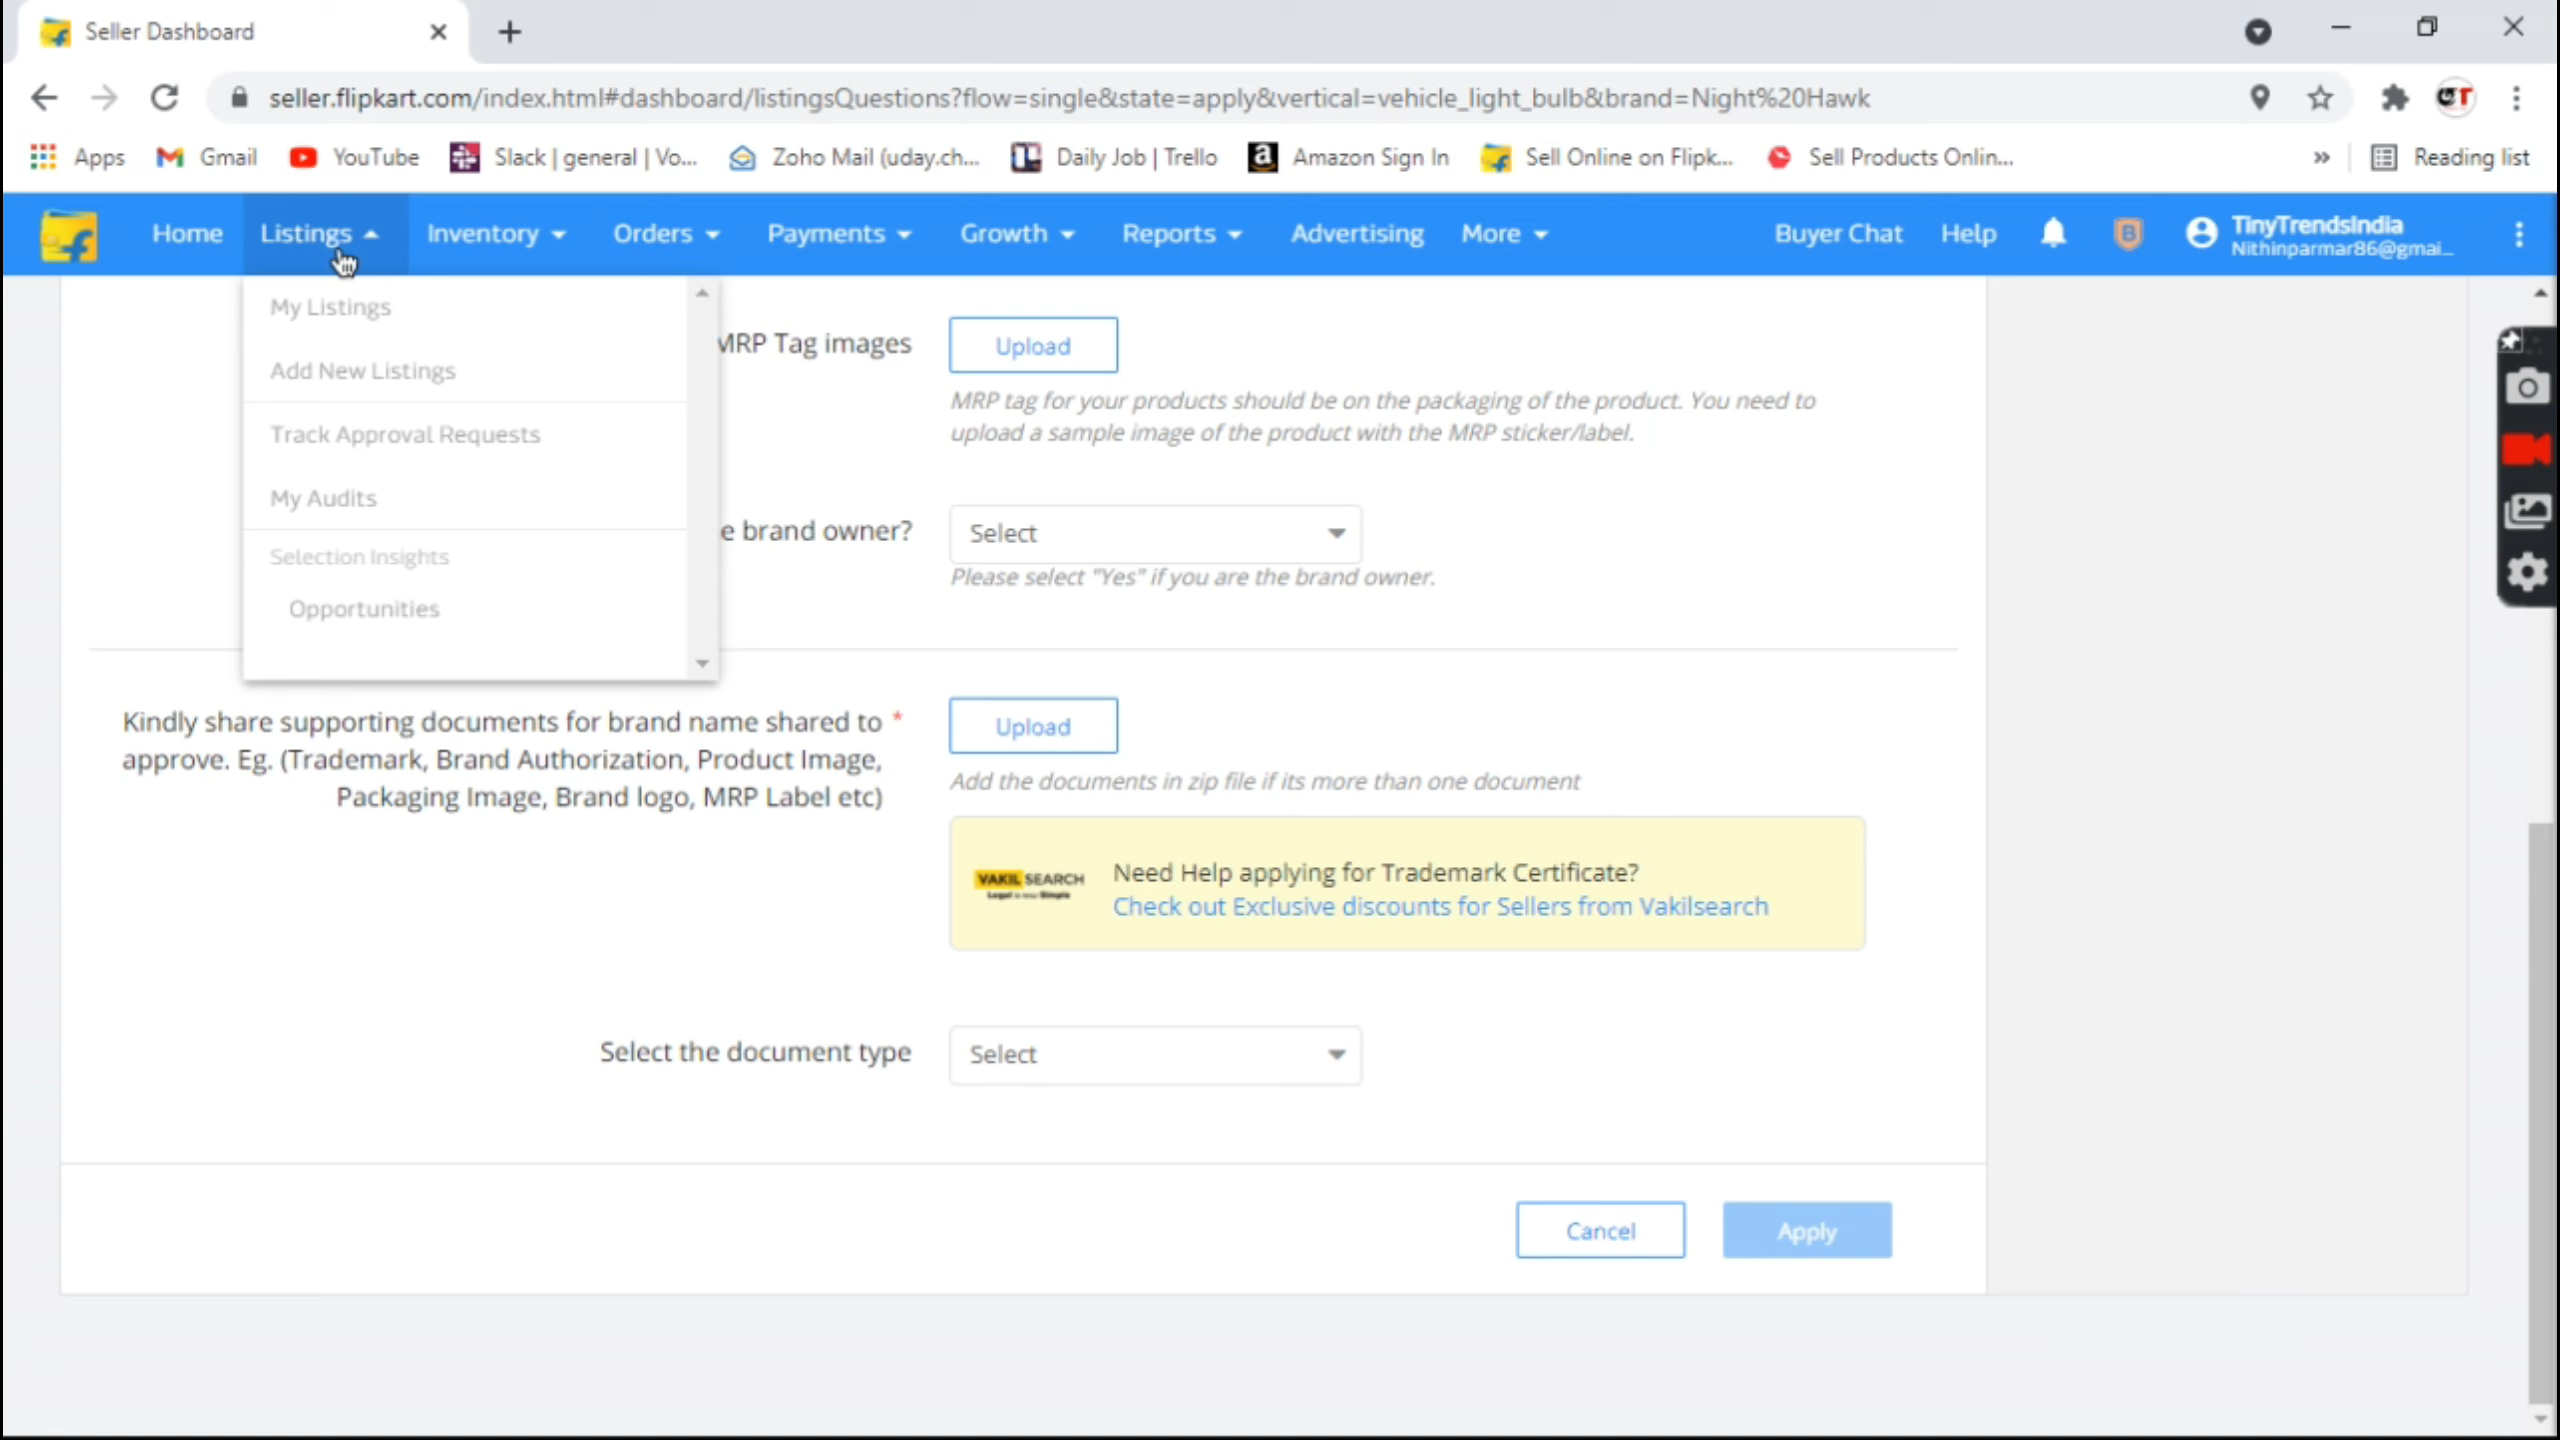 Seller Dashboard
seller.flipkart.com/index.html#dashboard/listingsQuestions?flow=single&state=apply&vertical=vehicle_light_bulb&brand=Night%20Hawk
Apps Gmail YouTube Slack | general | Vo... Zoho Mail (uday.ch... Daily Job | Trello Amazon Sign In Sell Online on Flipk... Sell Products Onlin... » Reading list
Home Listings Inventory Orders Payments Growth Reports Advertising More Buyer Chat Help B TinyTrendsIndia
Nithinparmar86@gmai...
My Listings
Add New Listings
Track Approval Requests
My Audits
Selection Insights
Opportunities
MRP Tag images Upload
MRP tag for your products should be on the packaging of the product. You need to
upload a sample image of the product with the MRP sticker/label.
e brand owner? Select
Please select "Yes" if you are the brand owner.
Kindly share supporting documents for brand name shared to *
approve. Eg. (Trademark, Brand Authorization, Product Image,
Packaging Image, Brand logo, MRP Label etc)
Upload
Add the documents in zip file if its more than one document
VAKIL SEARCH
Legal is now Simple
Need Help applying for Trademark Certificate?
Check out Exclusive discounts for Sellers from Vakilsearch
Select the document type Select
Cancel Apply